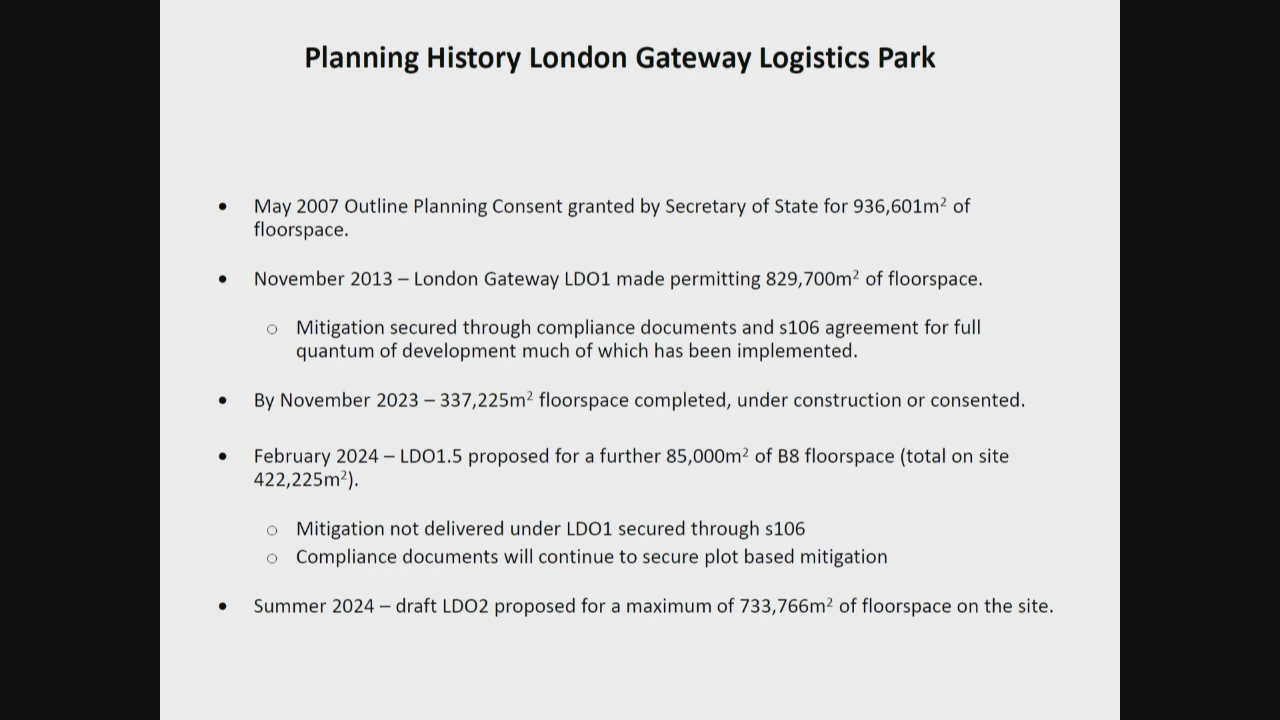 Planning History London Gateway Logistics Park
• May 2007 Outline Planning Consent granted by Secretary of State for 936,601m² of
floorspace.
• November 2013 – London Gateway LDO1 made permitting 829,700m² of floorspace.
○ Mitigation secured through compliance documents and s106 agreement for full
quantum of development much of which has been implemented.
• By November 2023 – 337,225m² floorspace completed, under construction or consented.
• February 2024 – LDO1.5 proposed for a further 85,000m² of B8 floorspace (total on site
422,225m²).
○ Mitigation not delivered under LDO1 secured through s106
○ Compliance documents will continue to secure plot based mitigation
• Summer 2024 – draft LDO2 proposed for a maximum of 733,766m² of floorspace on the site.